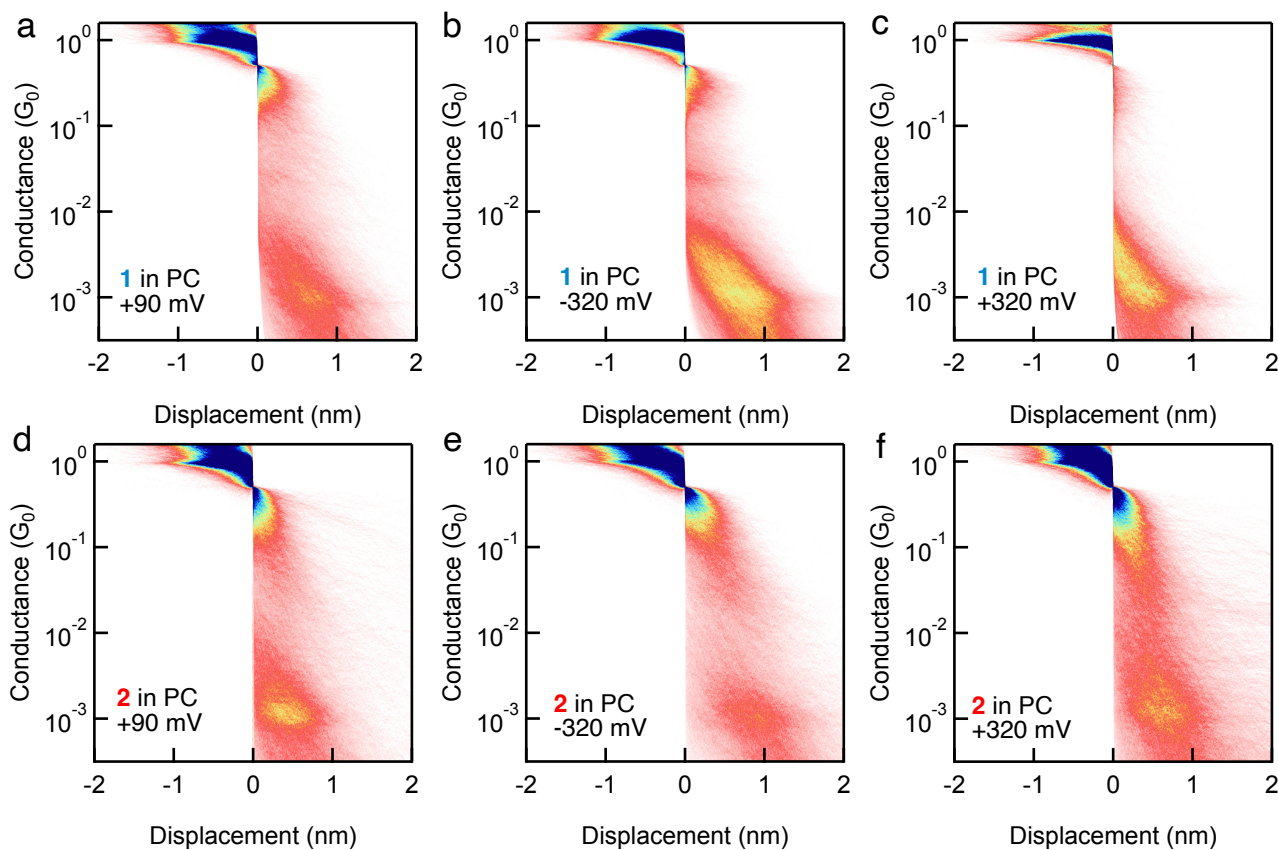 a
Conductance (G0)
10^0
10^-1
10^-2
10^-3
1 in PC
+90 mV
-2 -1 0 1 2
Displacement (nm)
b
Conductance (G0)
10^0
10^-1
10^-2
10^-3
1 in PC
-320 mV
-2 -1 0 1 2
Displacement (nm)
c
Conductance (G0)
10^0
10^-1
10^-2
10^-3
1 in PC
+320 mV
-2 -1 0 1 2
Displacement (nm)
d
Conductance (G0)
10^0
10^-1
10^-2
10^-3
2 in PC
+90 mV
-2 -1 0 1 2
Displacement (nm)
e
Conductance (G0)
10^0
10^-1
10^-2
10^-3
2 in PC
-320 mV
-2 -1 0 1 2
Displacement (nm)
f
Conductance (G0)
10^0
10^-1
10^-2
10^-3
2 in PC
+320 mV
-2 -1 0 1 2
Displacement (nm)